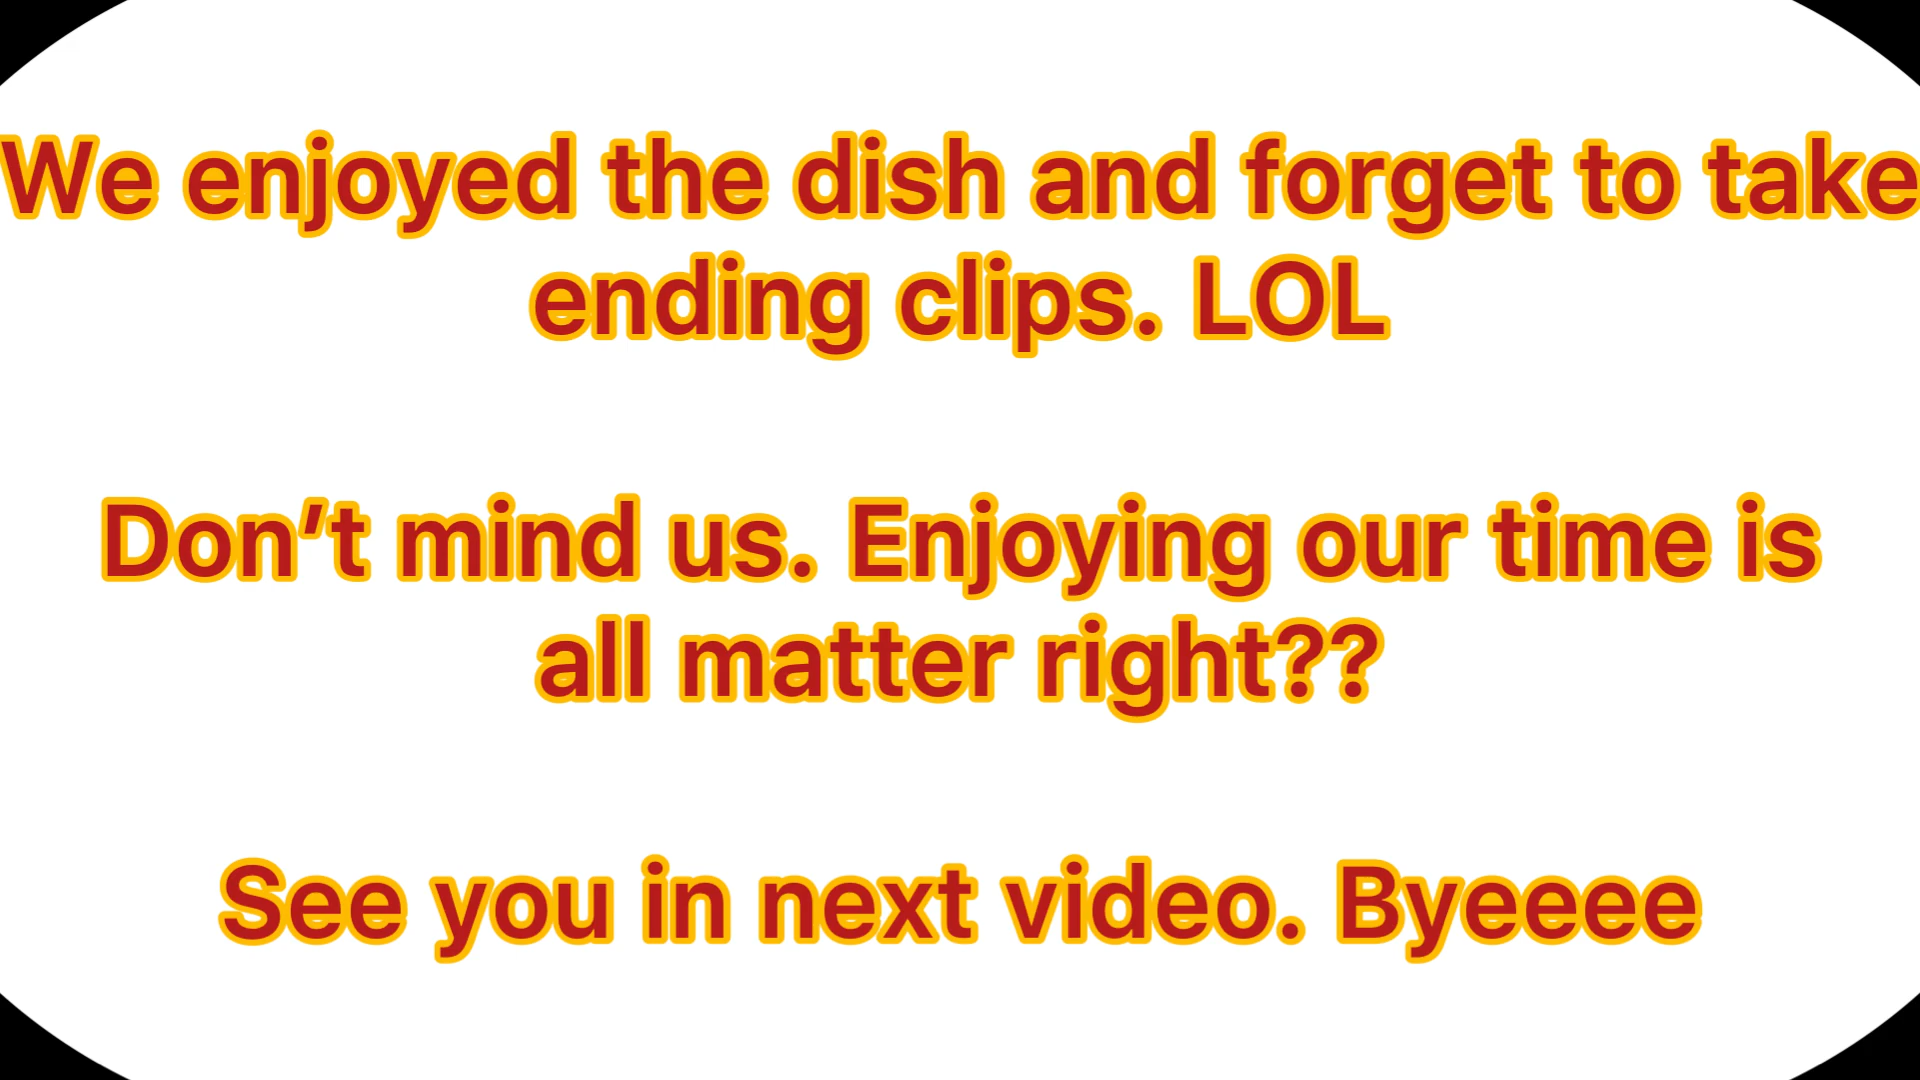 We enjoyed the dish and forget to take
ending clips. LOL
Don’t mind us. Enjoying our time is
all matter right??
See you in next video. Byeeee